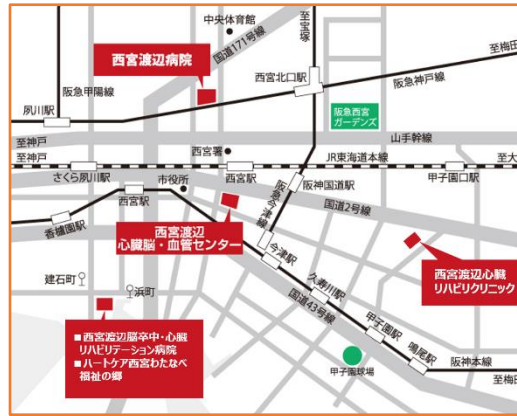 中央体育館
国道171号線
至宝塚
至梅田
西宮渡辺病院
西宮北口駅
阪急神戸線
阪急甲陽線
夙川駅
阪急西宮
ガーデンズ
至神戸
西宮署
山手幹線
至神戸
JR東海道本線
至大
さくら夙川駅
市役所
西宮駅
阪神国道駅
甲子園口駅
西宮駅
阪急今津線
国道2号線
香櫨園駅
西宮渡辺
心臓脳・血管センター
今津駅
西宮渡辺心臓
リハビリクリニック
建石町
浜町
久寿川駅
国道43号線
甲子園駅
鳴尾駅
■西宮渡辺脳卒中・心臓
リハビリテーション病院
■ハートケア西宮わたなべ
福祉の郷
甲子園球場
阪神本線
至梅田